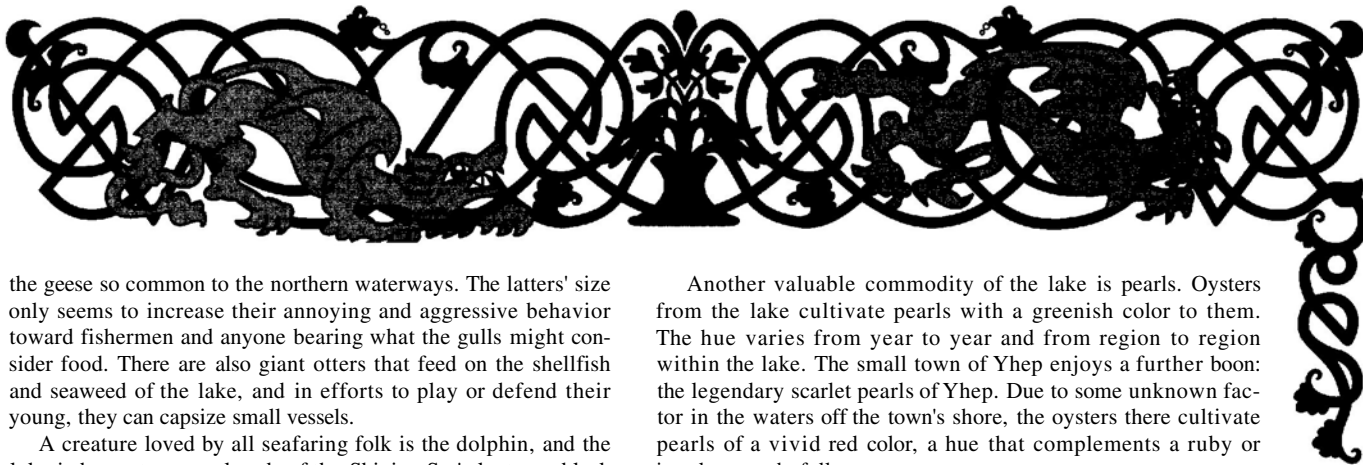 the geese so common to the northern waterways. The latters' size
only seems to increase their annoying and aggressive behavior
toward fishermen and anyone bearing what the gulls might con-
sider food. There are also giant otters that feed on the shellfish
and seaweed of the lake, and in efforts to play or defend their
young, they can capsize small vessels.
A creature loved by all seafaring folk is the dolphin, and the
Another valuable commodity of the lake is pearls. Oysters
from the lake cultivate pearls with a greenish color to them.
The hue varies from year to year and from region to region
within the lake. The small town of Yhep enjoys a further boon:
the legendary scarlet pearls of Yhep. Due to some unknown fac-
tor in the waters off the town's shore, the oysters there cultivate
pearls of a vivid red color, a hue that complements a ruby or